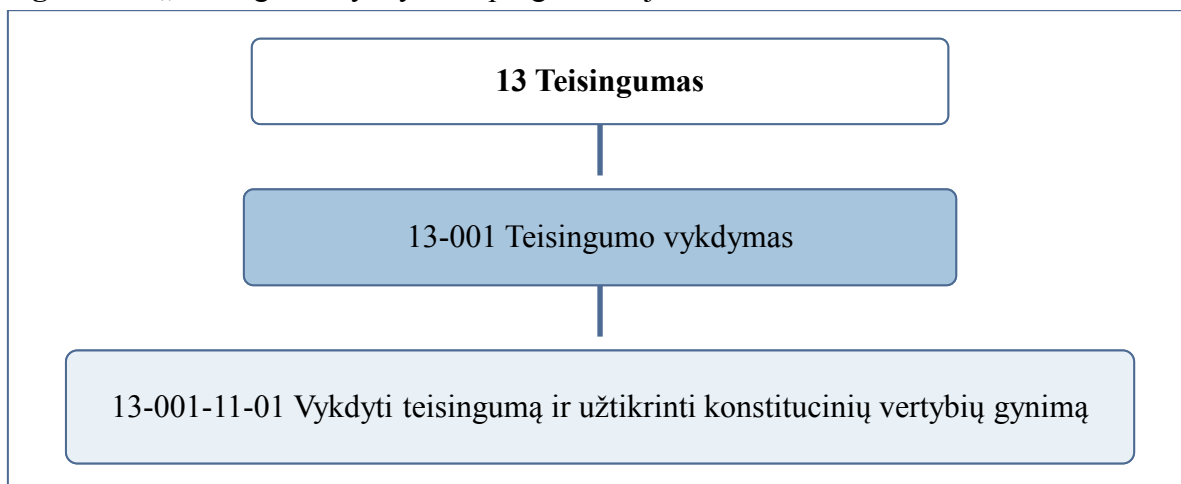 13 Teisingumas
13-001 Teisingumo vykdymas
13-001-11-01 Vykdyti teisingumą ir užtikrinti konstitucinių vertybių gynimą